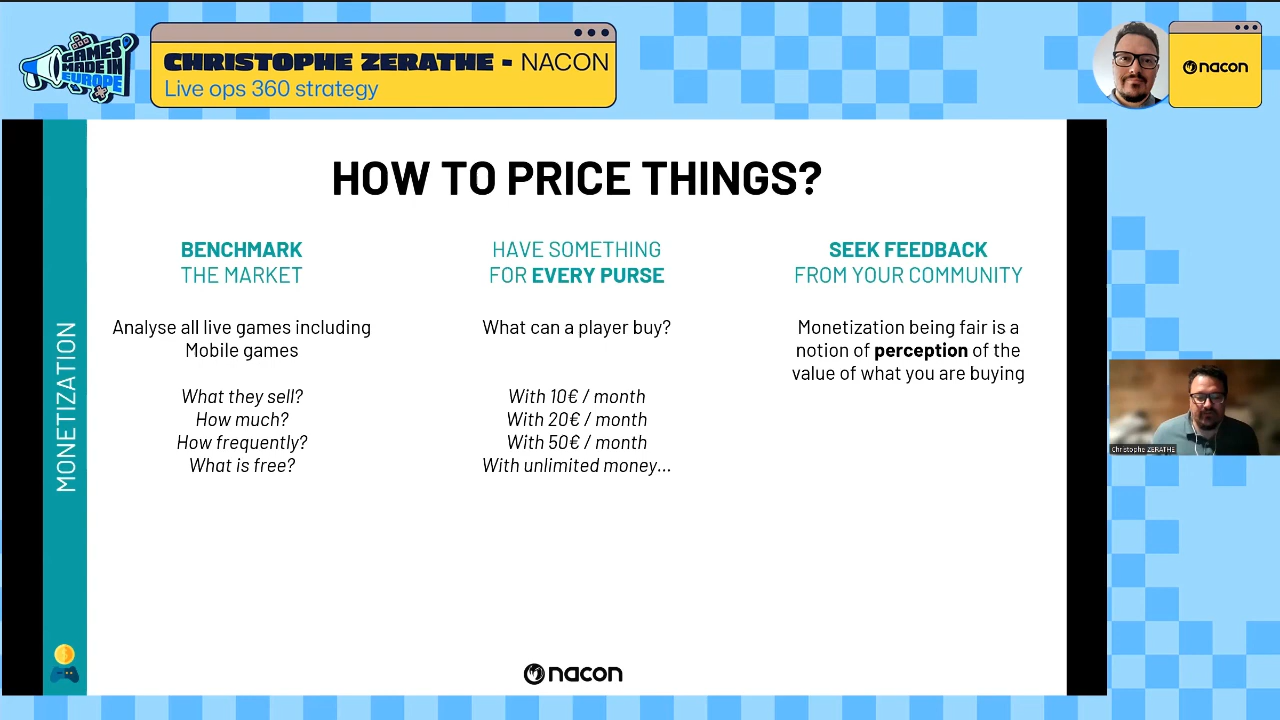 GAMES
MADE IN
EUROPE
CHRISTOPHE ZERATHE - NACON
Live ops 360 strategy
nacon
MONETIZATION
HOW TO PRICE THINGS?
BENCHMARK
THE MARKET
Analyse all live games including
Mobile games
What they sell?
How much?
How frequently?
What is free?
HAVE SOMETHING
FOR EVERY PURSE
What can a player buy?
With 10€ / month
With 20€ / month
With 50€ / month
With unlimited money...
SEEK FEEDBACK
FROM YOUR COMMUNITY
Monetization being fair is a
notion of perception of the
value of what you are buying
Christophe ZERATHE
nacon